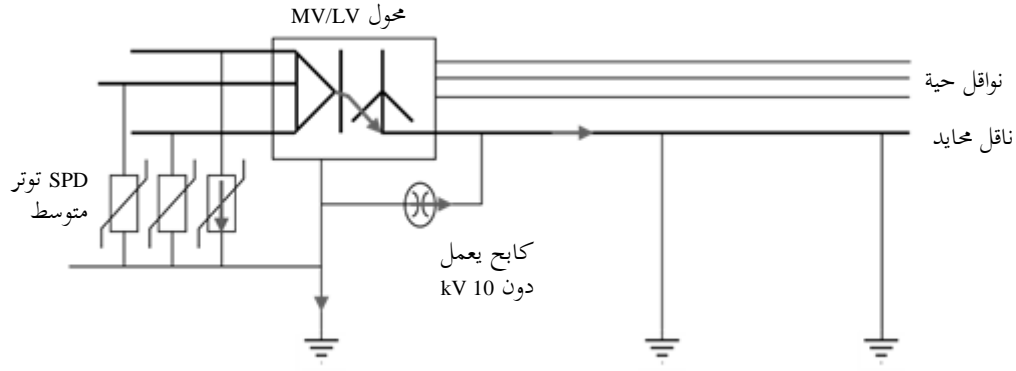 محول MV/LV
نواقل حية
ناقل محايد
SPD توتر
متوسط
كابح يعمل
دون 10 kV